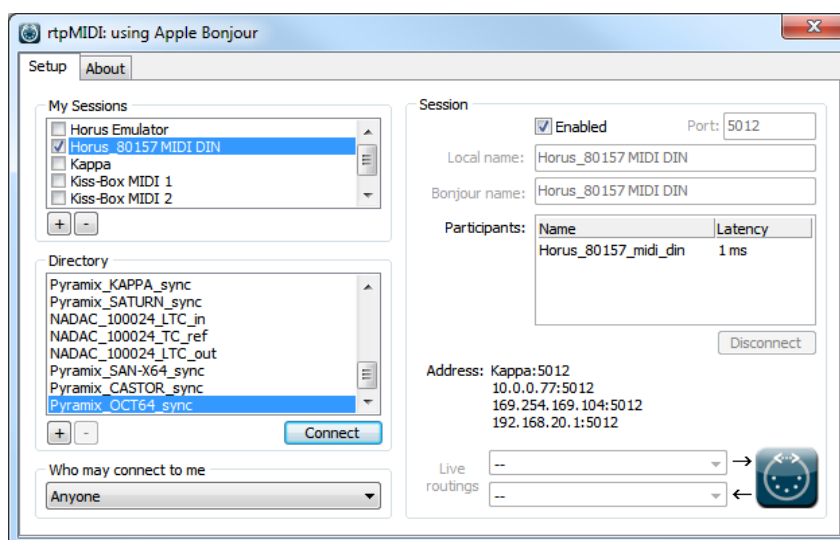 rtpMIDI: using Apple Bonjour
Setup
About
My Sessions
Horus Emulator
Horus_80157 MIDI DIN
Kappa
Kiss-Box MIDI 1
Kiss-Box MIDI 2
+ -
Directory
Pyramix_KAPPA_sync
Pyramix_SATURN_sync
NADAC_100024_LTC_in
NADAC_100024_TC_ref
NADAC_100024_LTC_out
Pyramix_SAN-X64_sync
Pyramix_CASTOR_sync
Pyramix_OCT64_sync
+ - Connect
Who may connect to me
Anyone
Session
Enabled Port: 5012
Local name: Horus_80157 MIDI DIN
Bonjour name: Horus_80157 MIDI DIN
Participants: Name Latency
Horus_80157_midi_din 1 ms
Disconnect
Address: Kappa:5012
10.0.0.77:5012
169.254.169.104:5012
192.168.20.1:5012
Live routings
--
--